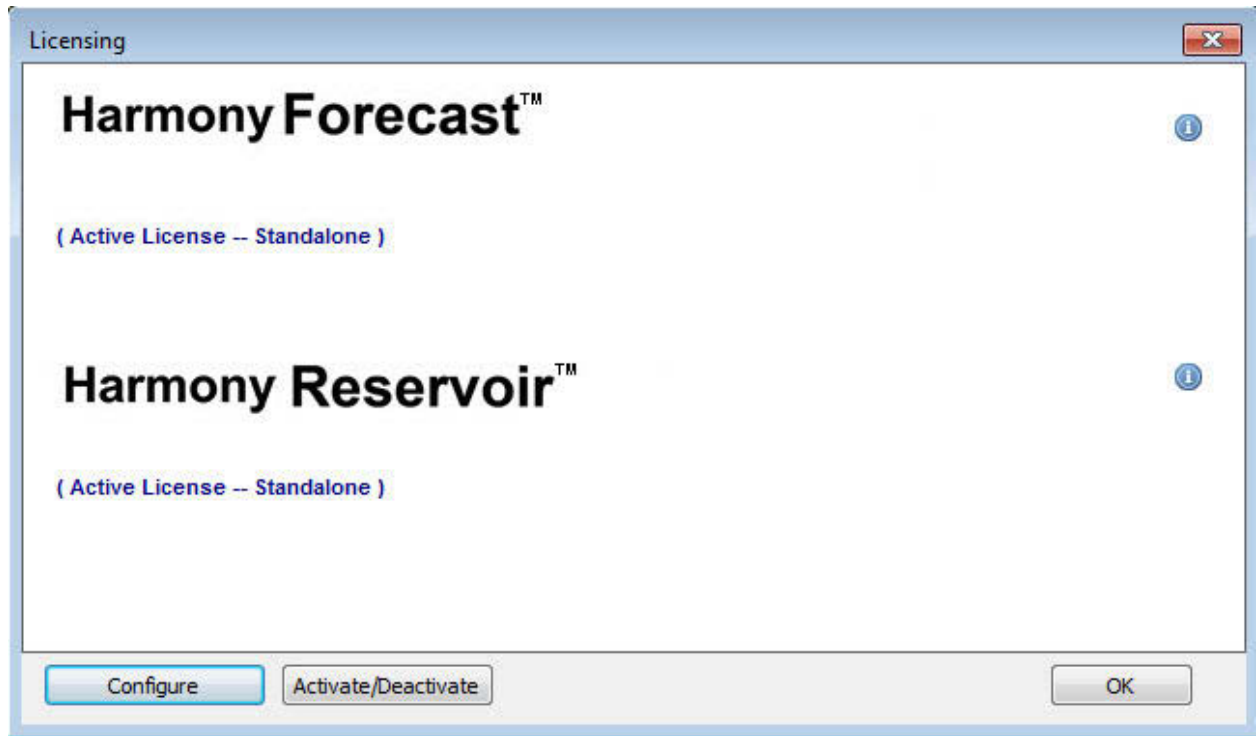 Licensing
Harmony Forecast™
( Active License -- Standalone )
Harmony Reservoir™
( Active License -- Standalone )
Configure Activate/Deactivate OK